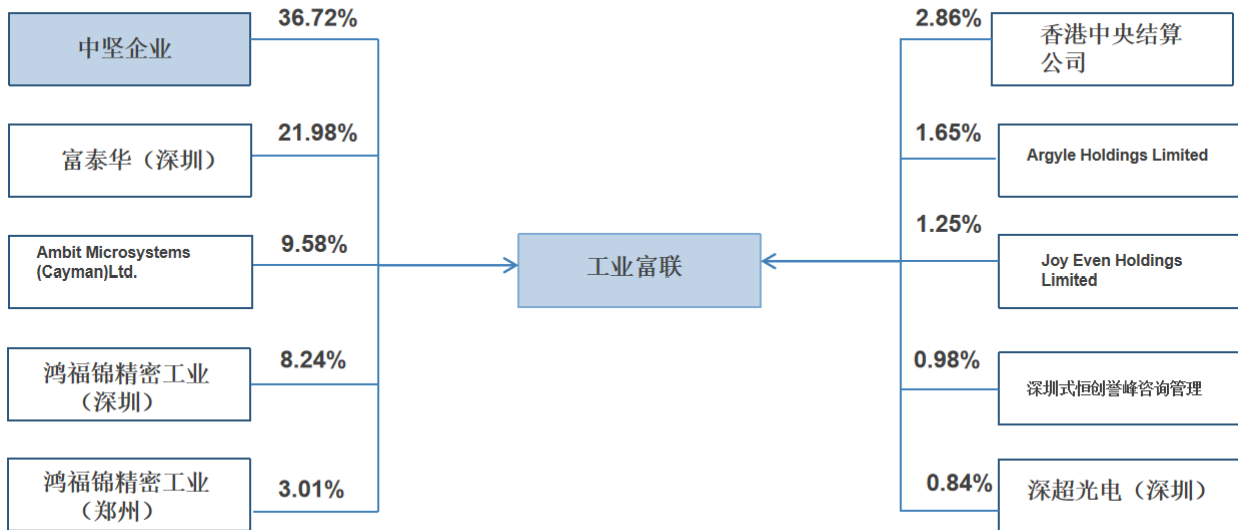 36.72%
中坚企业
21.98%
富泰华（深圳）
9.58%
Ambit Microsystems
(Cayman)Ltd.
8.24%
鸿福锦精密工业
（深圳）
3.01%
鸿福锦精密工业
（郑州）
工业富联
2.86%
香港中央结算
公司
1.65%
Argyle Holdings Limited
1.25%
Joy Even Holdings
Limited
0.98%
深圳式恒创誉峰咨询管理
0.84%
深超光电（深圳）